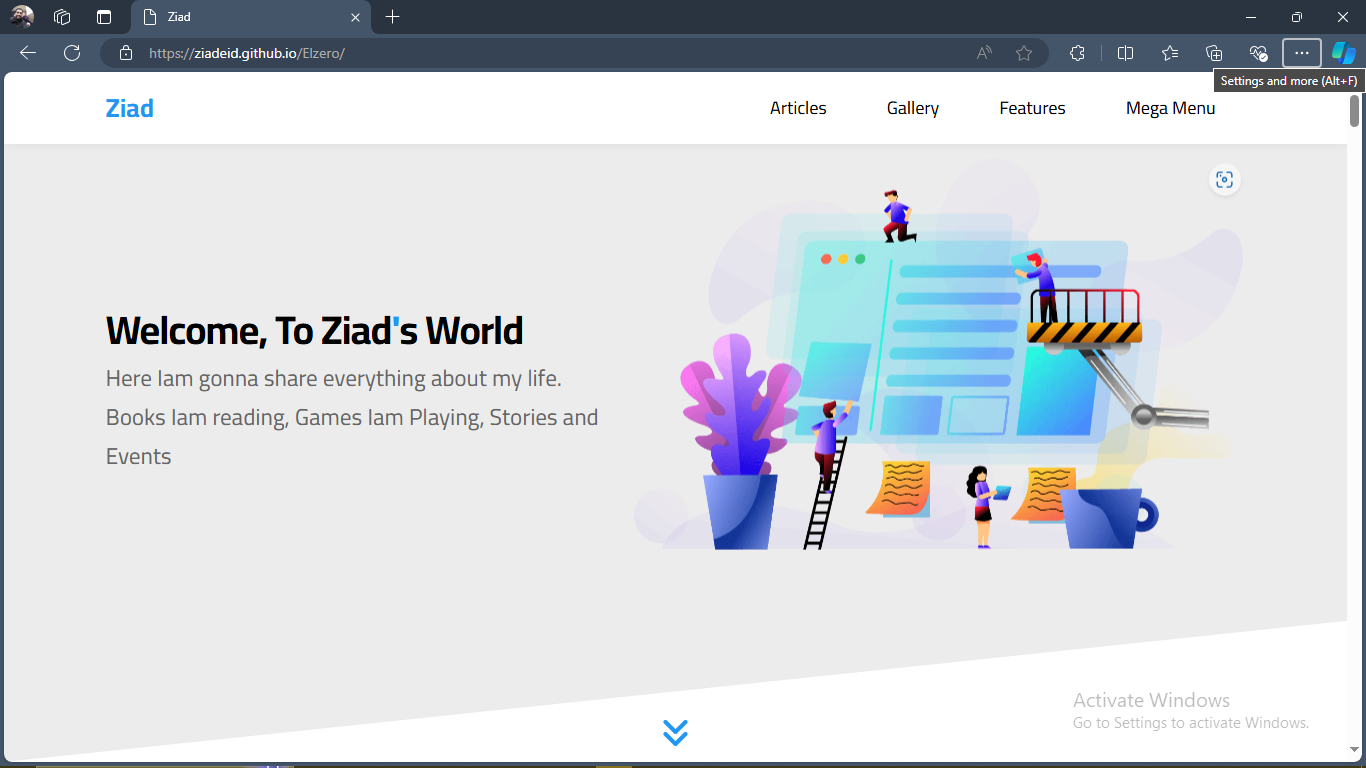 Ziad
https://ziadeid.github.io/Elzero/
Settings and more (Alt+F)
Ziad
Articles
Gallery
Features
Mega Menu
Welcome, To Ziad's World
Here Iam gonna share everything about my life.
Books Iam reading, Games Iam Playing, Stories and
Events
Activate Windows
Go to Settings to activate Windows.